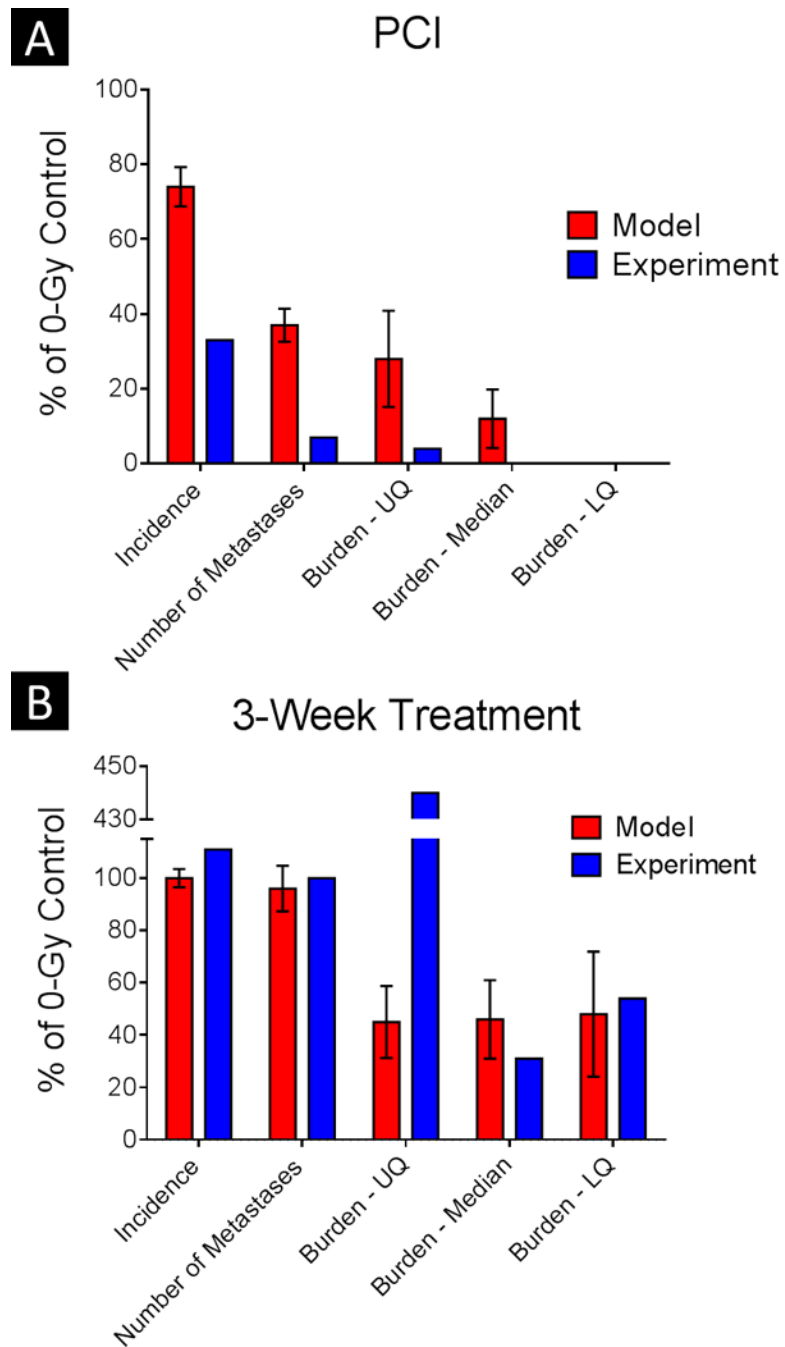 A
PCI
% of 0-Gy Control
100
80
60
40
20
0
Model
Experiment
Incidence
Number of Metastases
Burden - UQ
Burden - Median
Burden - LQ
B
3-Week Treatment
% of 0-Gy Control
450
430
100
80
60
40
20
0
Model
Experiment
Incidence
Number of Metastases
Burden - UQ
Burden - Median
Burden - LQ